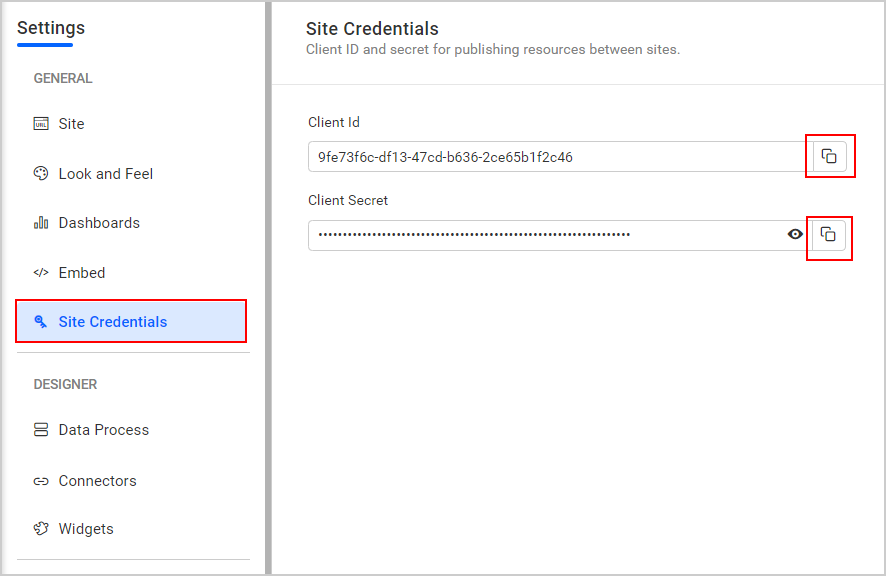 Settings
GENERAL
Site
Look and Feel
Dashboards
Embed
Site Credentials
DESIGNER
Data Process
Connectors
Widgets
Site Credentials
Client ID and secret for publishing resources between sites.
Client Id
9fe73f6c-df13-47cd-b636-2ce65b1f2c46
Client Secret